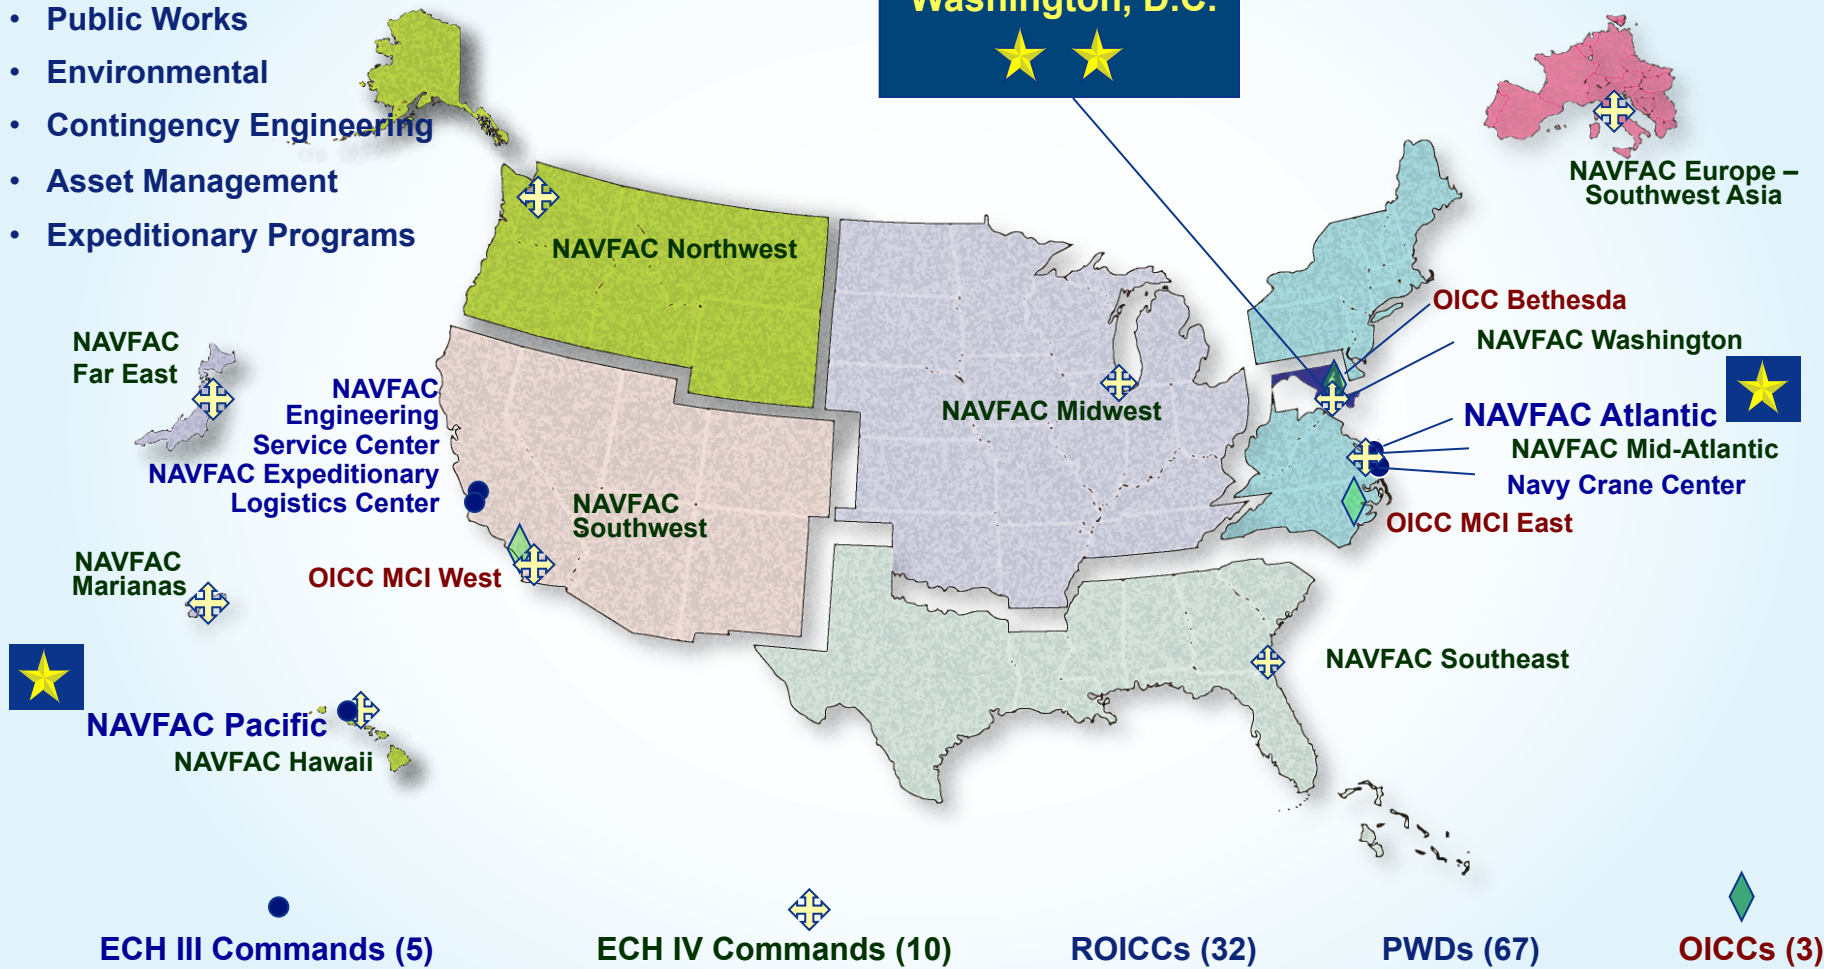 • Public Works
• Environmental
• Contingency Engineering
• Asset Management
• Expeditionary Programs
Washington, D.C.
NAVFAC Europe –
Southwest Asia
NAVFAC Northwest
OICC Bethesda
NAVFAC Washington
NAVFAC
Far East
NAVFAC
Engineering
Service Center
NAVFAC Expeditionary
Logistics Center
NAVFAC Midwest
NAVFAC Atlantic
NAVFAC Mid-Atlantic
Navy Crane Center
NAVFAC
Southwest
OICC MCI East
NAVFAC
Marianas
OICC MCI West
NAVFAC Southeast
NAVFAC Pacific
NAVFAC Hawaii
ECH III Commands (5)
ECH IV Commands (10)
ROICCs (32)
PWDs (67)
OICCs (3)